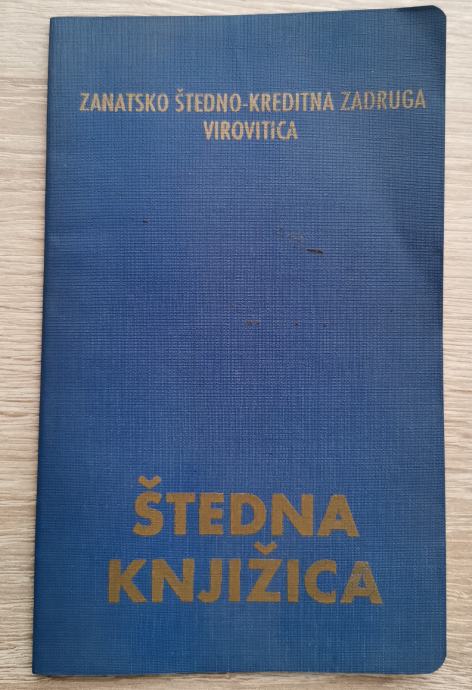 ZANATSKO ŠTEDNO-KREDITNA ZADRUGA
VIROVITICA
ŠTEDNA
KNJIŽICA